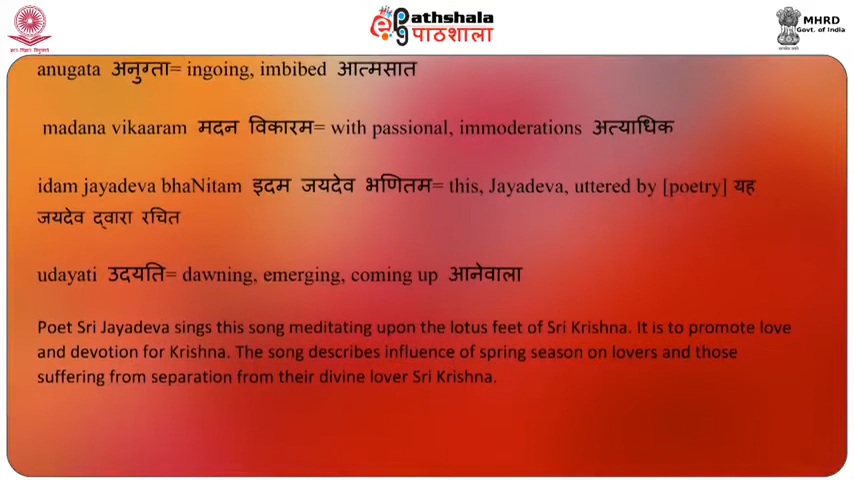 Pathshala
पाठशाला
MHRD
Govt. of India
anugata अनुग्ता= ingoing, imbibed आत्मसात
madana vikaaram मदन विकारम= with passional, immoderations अत्याधिक
idam jayadeva bhaNitam इदम जयदेव भणितम= this, Jayadeva, uttered by [poetry] यह
जयदेव द्वारा रचित
udayati उदयति= dawning, emerging, coming up आनेवाला
Poet Sri Jayadeva sings this song meditating upon the lotus feet of Sri Krishna. It is to promote love
and devotion for Krishna. The song describes influence of spring season on lovers and those
suffering from separation from their divine lover Sri Krishna.